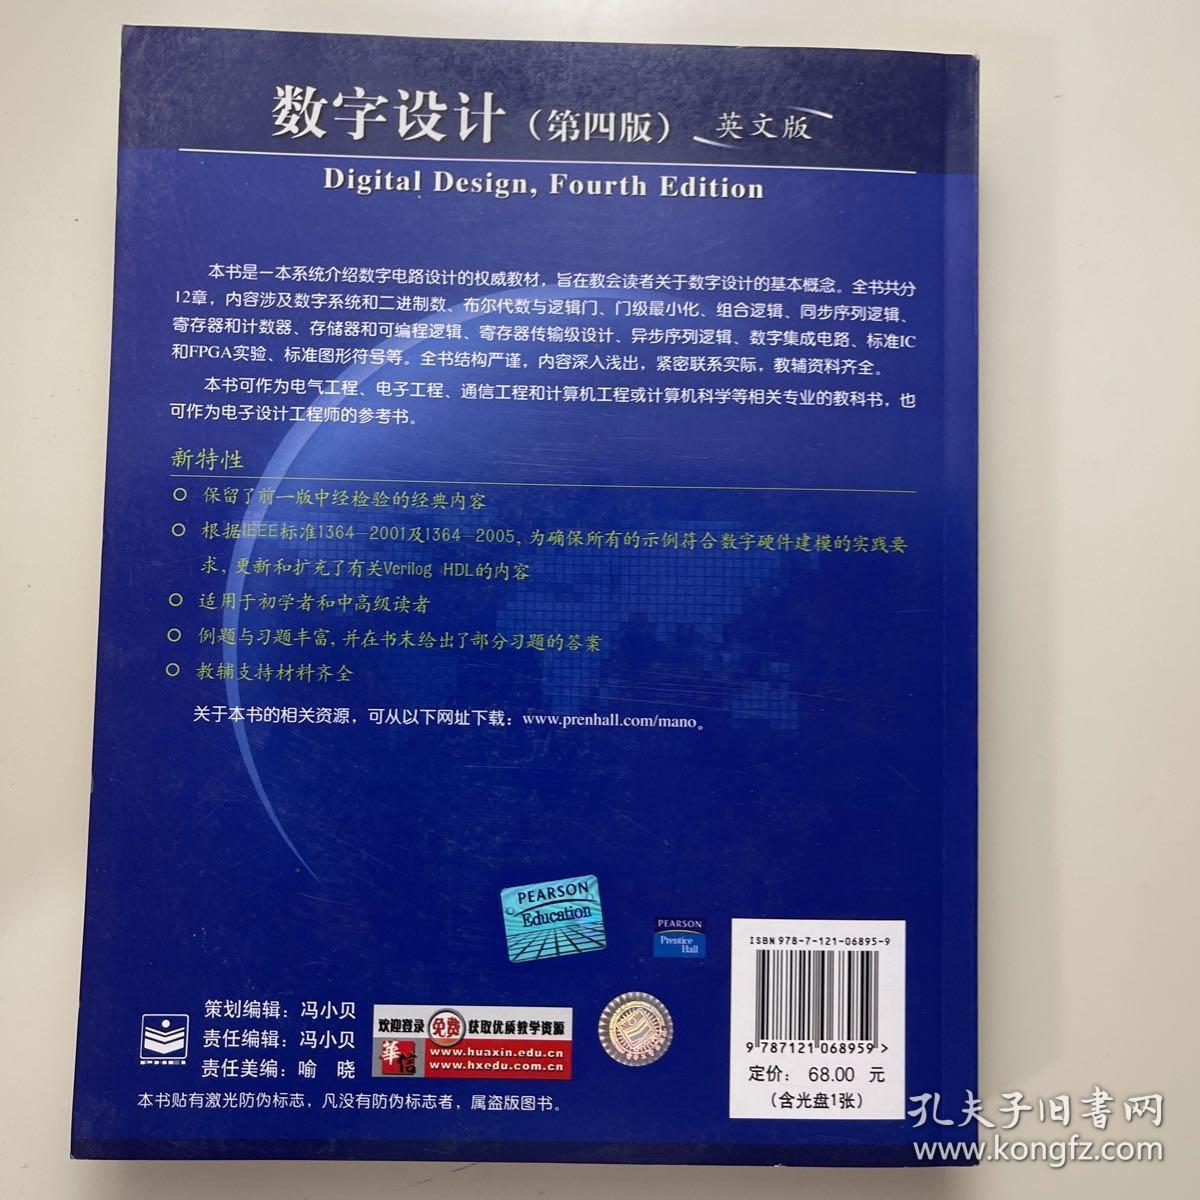 数字设计（第四版） 英文版
Digital Design, Fourth Edition
本书是一本系统介绍数字电路设计的权威教材，旨在教会读者关于数字设计的基本概念。全书共分
12章，内容涉及数字系统和二进制数、布尔代数与逻辑门、门级最小化、组合逻辑、同步序列逻辑、
寄存器和计数器、存储器和可编程逻辑、寄存器传输级设计、异步序列逻辑、数字集成电路、标准IC
和FPGA实验、标准图形符号等。全书结构严谨，内容深入浅出，紧密联系实际，教辅资料齐全。
本书可作为电气工程、电子工程、通信工程和计算机工程或计算机科学等相关专业的教科书，也
可作为电子设计工程师的参考书。
新特性
保留了前一版中经检验的经典内容
根据IEEE标准1364-2001及1364-2005，为确保所有的示例符合数字硬件建模的实践要
求，更新和扩充了有关Verilog HDL的内容
适用于初学者和中高级读者
例题与习题丰富，并在书末给出了部分习题的答案
教辅支持材料齐全
关于本书的相关资源，可从以下网址下载：www.prenhall.com/mano。
PEARSON
Education
PEARSON
Prentice
Hall
ISBN 978-7-121-06895-9
9 787121 068959 >
定价： 68.00 元
（含光盘1张）
策划编辑：冯小贝
责任编辑：冯小贝
责任美编：喻 晓
欢迎登录 免费 获取优质教学资源
华信
www.huaxin.edu.cn
www.hxedu.com.cn
本书贴有激光防伪标志，凡没有防伪标志者，属盗版图书。
孔夫子旧书网
www.kongfz.com